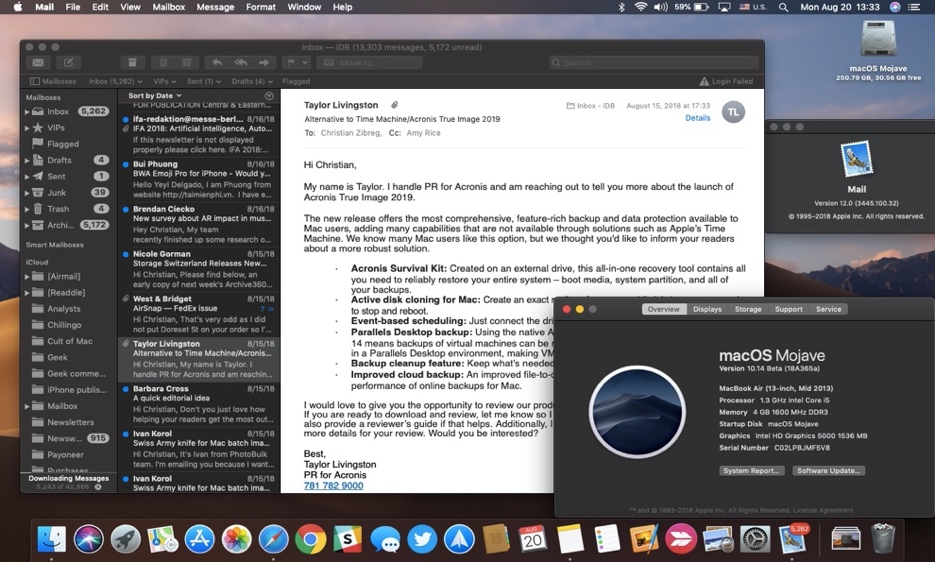 Mail File Edit View Mailbox Message Format Window Help
59% U.S. Mon Aug 20 13:33
macOS Mojave
250.79 GB, 30.56 GB free
Inbox — iDB (13,303 messages, 5,172 unread)
Move to...
Search
Mailboxes Inbox (5,262) VIPs Sent (1) Drafts (4) Flagged
Login Failed
Mailboxes
Inbox 5,262
VIPs
Flagged
Drafts 4
Sent 1
Junk 39
Trash 4
Archi... 5,172
Smart Mailboxes
iCloud
[Airmail]
[Readdle]
Analysts
Chillingo
Cult of Mac
Geek
Geek comme...
iPhone publis...
Mailbox
Newsletters
Newsw... 915
Payoneer
Purchases
Downloading Messages
Sort by Date
FOR PUBLICATION Central & Eastern...
ifa-redaktion@messe-berl... 8/16/18
IFA 2018: Artificial intelligence, Auto...
If this newsletter is not displayed
properly please click here. IFA 2018:...
Bui Phuong 8/16/18
BWA Emoji Pro for iPhone - Would y...
Hello Yeyl Delgado, I am Phuong from
website http://taimienphi.vn. I have...
Brendan Ciecko 8/16/18
New survey about AR impact in mus...
Hey Christian, My team
recently finished up some research o...
Nicole Gorman 8/15/18
Storage Switzerland Releases New...
Hi Christian, Please find below, an
early copy of next week's Archive360...
West & Bridget 8/15/18
AirSnap — FedEx issue 7
Hi Christian, That's very odd as I did
not put Doreset St on your order so I'...
Taylor Livingston 8/15/18
Alternative to Time Machine/Acronis...
Hi Christian, My name is Taylor. I
handle PR for Acronis and am reachin...
Barbara Cross 8/15/18
A quick editorial idea
Hi Christian, Don't you just love how
helping your readers get the most out...
Ivan Korol 8/15/18
Swiss Army knife for Mac batch ima...
Hi Christian, It's Ivan from PhotoBulk
team. I'm emailing you because I want...
Ivan Korol 8/15/18
Swiss Army knife for Mac batch ima...
Taylor Livingston
Inbox - iDB August 15, 2018 at 17:33
TL
Alternative to Time Machine/Acronis True Image 2019
Details
To: Christian Zibreg, Cc: Amy Rice
Hi Christian,
My name is Taylor. I handle PR for Acronis and am reaching out to tell you more about the launch of
Acronis True Image 2019.
The new release offers the most comprehensive, feature-rich backup and data protection available to
Mac users, adding many capabilities that are not available through solutions such as Apple's Time
Machine. We know many Mac users like this option, but we thought you'd like to inform your readers
about a more robust solution.
· Acronis Survival Kit: Created on an external drive, this all-in-one recovery tool contains all
you need to reliably restore your entire system – boot media, system partition, and all of
your backups.
· Active disk cloning for Mac: Create an exact
to stop and reboot.
· Event-based scheduling: Just connect the dri
· Parallels Desktop backup: Using the native A
14 means backups of virtual machines can be
in a Parallels Desktop environment, making VM
· Backup cleanup feature: Keep what's needed
· Improved cloud backup: An improved file-to-c
performance of online backups for Mac.
I would love to give you the opportunity to review our prod
If you are ready to download and review, let me know so I
also provide a reviewer's guide if that helps. Additionally, I
more details for your review. Would you be interested?
Best,
Taylor Livingston
PR for Acronis
781 782 9000
Mail
Version 12.0 (3445.100.32)
© 1995–2018 Apple Inc. All rights reserved.
Overview Displays Storage Support Service
macOS Mojave
Version 10.14 Beta (18A365a)
MacBook Air (13-inch, Mid 2013)
Processor 1.3 GHz Intel Core i5
Memory 4 GB 1600 MHz DDR3
Startup Disk macOS Mojave
Graphics Intel HD Graphics 5000 1536 MB
Serial Number C02LPBJMF5V8
System Report... Software Update...
™ and © 1983-2018 Apple Inc. All Rights Reserved. License Agreement
AUG
20
5,262